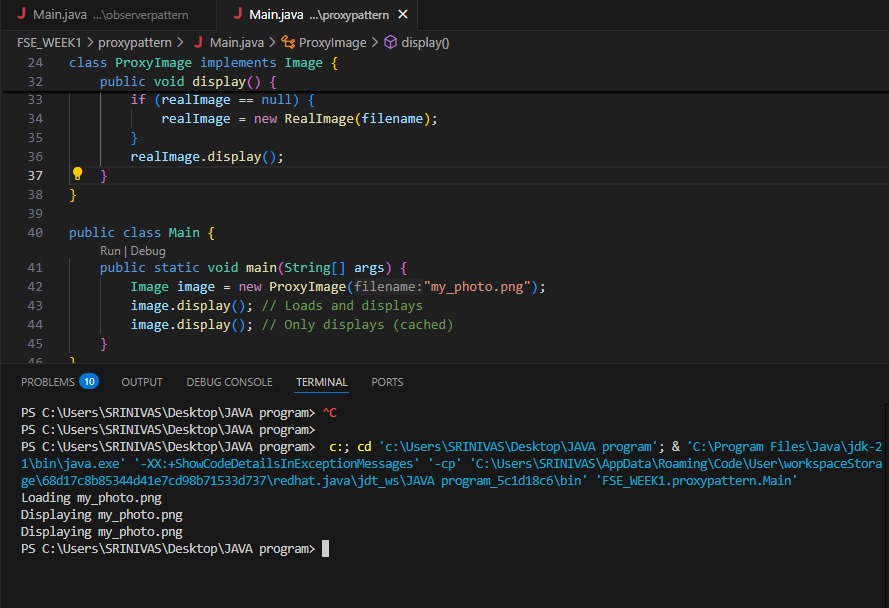 Main.java ...\observerpattern
Main.java ...\proxypattern
FSE_WEEK1 > proxypattern > Main.java > ProxyImage > display()
24 class ProxyImage implements Image {
32 public void display() {
33 if (realImage == null) {
34 realImage = new RealImage(filename);
35 }
36 realImage.display();
37 }
38 }
39
40 public class Main {
Run | Debug
41 public static void main(String[] args) {
42 Image image = new ProxyImage(filename:"my_photo.png");
43 image.display(); // Loads and displays
44 image.display(); // Only displays (cached)
45 }
46 }
PROBLEMS 10 OUTPUT DEBUG CONSOLE TERMINAL PORTS
PS C:\Users\SRINIVAS\Desktop\JAVA program> ^C
PS C:\Users\SRINIVAS\Desktop\JAVA program>
PS C:\Users\SRINIVAS\Desktop\JAVA program> c:; cd 'c:\Users\SRINIVAS\Desktop\JAVA program'; & 'C:\Program Files\Java\jdk-2
1\bin\java.exe' '-XX:+ShowCodeDetailsInExceptionMessages' '-cp' 'C:\Users\SRINIVAS\AppData\Roaming\Code\User\workspaceStora
ge\68d17c8b85344d41e7cd98b71533d737\redhat.java\jdt_ws\JAVA program_5c1d18c6\bin' 'FSE_WEEK1.proxypattern.Main'
Loading my_photo.png
Displaying my_photo.png
Displaying my_photo.png
PS C:\Users\SRINIVAS\Desktop\JAVA program>